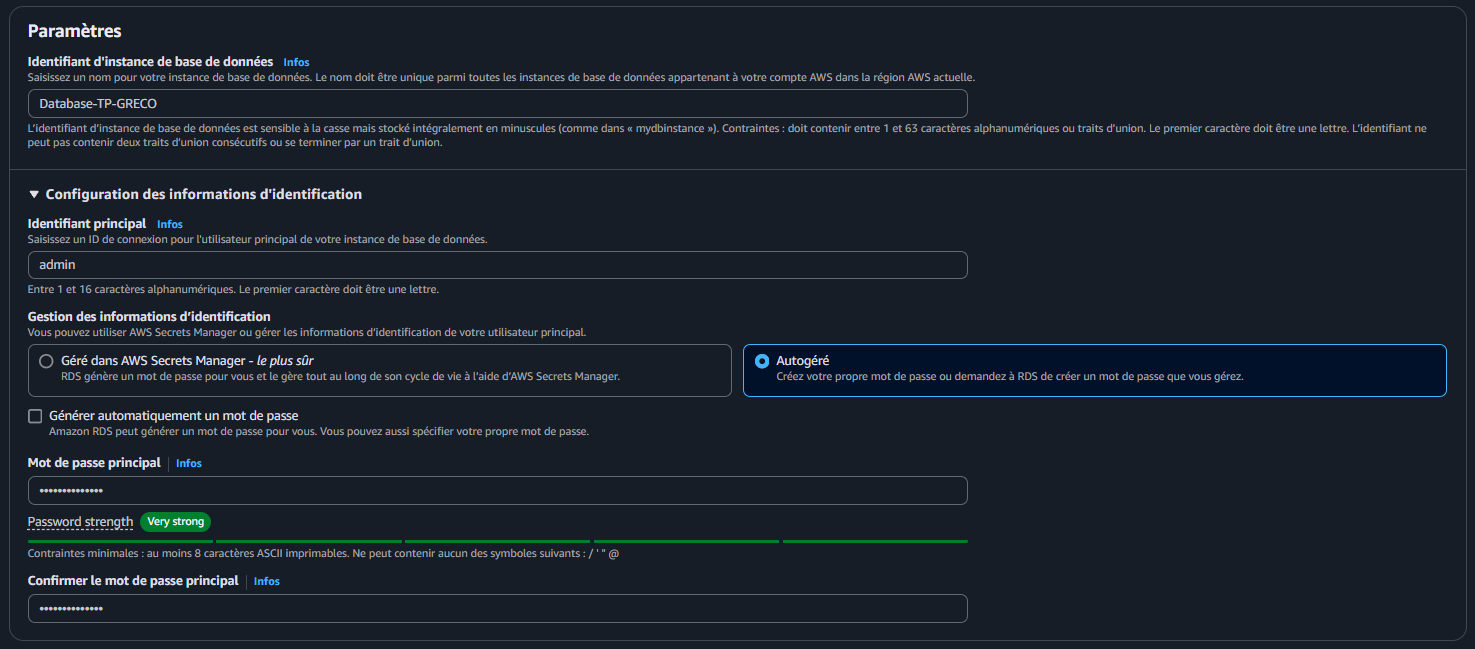 Paramètres
Identifiant d'instance de base de données Infos
Saisissez un nom pour votre instance de base de données. Le nom doit être unique parmi toutes les instances de base de données appartenant à votre compte AWS dans la région AWS actuelle.
Database-TP-GRECO
L'identifiant d'instance de base de données est sensible à la casse mais stocké intégralement en minuscules (comme dans « mydbinstance »). Contraintes : doit contenir entre 1 et 63 caractères alphanumériques ou traits d'union. Le premier caractère doit être une lettre. L'identifiant ne
peut pas contenir deux traits d'union consécutifs ou se terminer par un trait d'union.
Configuration des informations d'identification
Identifiant principal Infos
Saisissez un ID de connexion pour l'utilisateur principal de votre instance de base de données.
admin
Entre 1 et 16 caractères alphanumériques. Le premier caractère doit être une lettre.
Gestion des informations d'identification
Vous pouvez utiliser AWS Secrets Manager ou gérer les informations d'identification de votre utilisateur principal.
Géré dans AWS Secrets Manager - le plus sûr
RDS génère un mot de passe pour vous et le gère tout au long de son cycle de vie à l'aide d'AWS Secrets Manager.
Autogéré
Créez votre propre mot de passe ou demandez à RDS de créer un mot de passe que vous gérez.
Générer automatiquement un mot de passe
Amazon RDS peut générer un mot de passe pour vous. Vous pouvez aussi spécifier votre propre mot de passe.
Mot de passe principal Infos
••••••••••••••
Password strength Very strong
Contraintes minimales : au moins 8 caractères ASCII imprimables. Ne peut contenir aucun des symboles suivants : / ' " @
Confirmer le mot de passe principal Infos
••••••••••••••